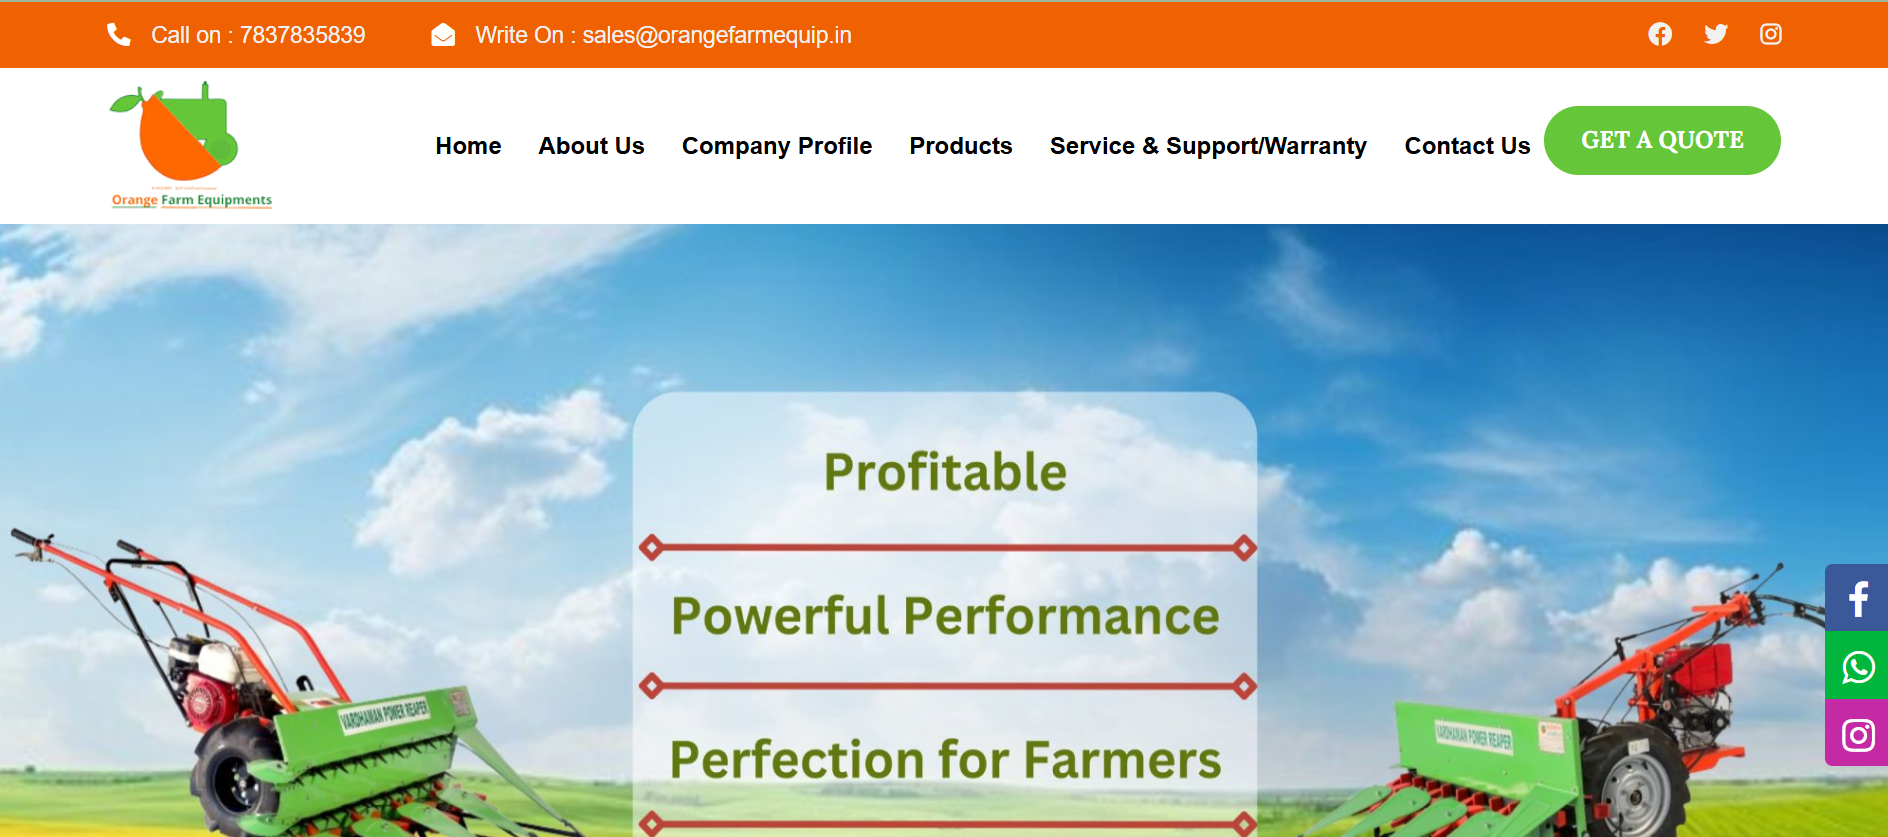 Call on : 7837835839
Write On : sales@orangefarmequip.in
Orange Farm Equipments
Home
About Us
Company Profile
Products
Service & Support/Warranty
Contact Us
GET A QUOTE
Profitable
Powerful Performance
Perfection for Farmers
VARDHAMAN POWER REAPER
VARDHAMAN POWER REAPER